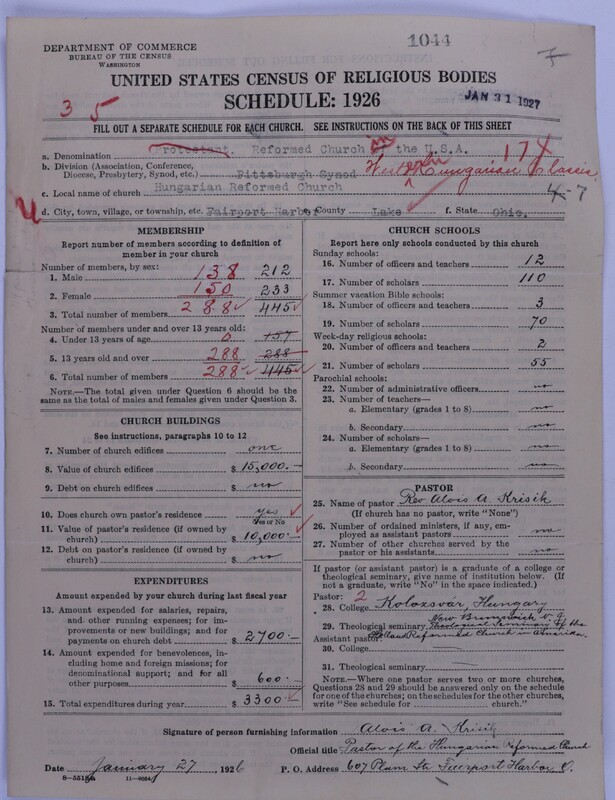 1044
DEPARTMENT OF COMMERCE
BUREAU OF THE CENSUS
WASHINGTON
UNITED STATES CENSUS OF RELIGIOUS BODIES
SCHEDULE: 1926
JAN 31 1927
3 5
FILL OUT A SEPARATE SCHEDULE FOR EACH CHURCH. SEE INSTRUCTIONS ON THE BACK OF THIS SHEET
a. Denomination Protestant. Reformed Church in the U.S.A. 174
b. Division (Association, Conference,
Diocese, Presbytery, Synod, etc.) Pittsburgh Synod Hungarian Classis
c. Local name of church Hungarian Reformed Church 4-7
d. City, town, village, or township, etc. Fairport Harbor e. County Lake f. State Ohio.
MEMBERSHIP
Report number of members according to definition of
member in your church
Number of members, by sex:
1. Male 138 212
2. Female 150 233
3. Total number of members 288 445
Number of members under and over 13 years old:
4. Under 13 years of age 0 157
5. 13 years old and over 288 288
6. Total number of members 288 445
NOTE.—The total given under Question 6 should be the
same as the total of males and females given under Question 3.
CHURCH BUILDINGS
See instructions, paragraphs 10 to 12
7. Number of church edifices one
8. Value of church edifices $ 15,000.—
9. Debt on church edifices $ no
10. Does church own pastor's residence yes
Yes or No
11. Value of pastor's residence (if owned by
church) $ 10,000.—
12. Debt on pastor's residence (if owned by
church) $ no
EXPENDITURES
Amount expended by your church during last fiscal year
13. Amount expended for salaries, repairs,
and other running expenses; for im-
provements or new buildings; and for
payments on church debt $ 2700.—
14. Amount expended for benevolences,
including home and foreign missions; for
denominational support; and for all
other purposes $ 600.—
15. Total expenditures during year $ 3300.—
CHURCH SCHOOLS
Report here only schools conducted by this church
Sunday schools:
16. Number of officers and teachers 12
17. Number of scholars 110
Summer vacation Bible schools:
18. Number of officers and teachers 3
19. Number of scholars 70
Week-day religious schools:
20. Number of officers and teachers 2
21. Number of scholars 55
Parochial schools:
22. Number of administrative officers no
23. Number of teachers—
a. Elementary (grades 1 to 8) no
b. Secondary no
24. Number of scholars—
a. Elementary (grades 1 to 8) no
b. Secondary no
PASTOR
25. Name of pastor Rev Alois A. Krisik
(If church has no pastor, write "None")
26. Number of ordained ministers, if any, em-
ployed as assistant pastors no
27. Number of other churches served by the
pastor or his assistants no
If pastor (or assistant pastor) is a graduate of a college or
theological seminary, give name of institution below. (If
not a graduate, write "No" in the space indicated.)
Pastor: 2
28. College Kolozsvár Hungary
New Brunswick
29. Theological seminary Theological Seminary of the
Assistant pastor: Holland Reformed Church in America.
30. College
31. Theological seminary
NOTE.—Where one pastor serves two or more churches,
Questions 28 and 29 should be answered only on the schedule
for one of the churches; on the schedules for the other churches,
write "See schedule for church."
Signature of person furnishing information Alois A. Krisik
Official title Pastor of the Hungarian Reformed Church
Date January 27, 1926 P. O. Address 607 Plum Str Fairport Harbor O.